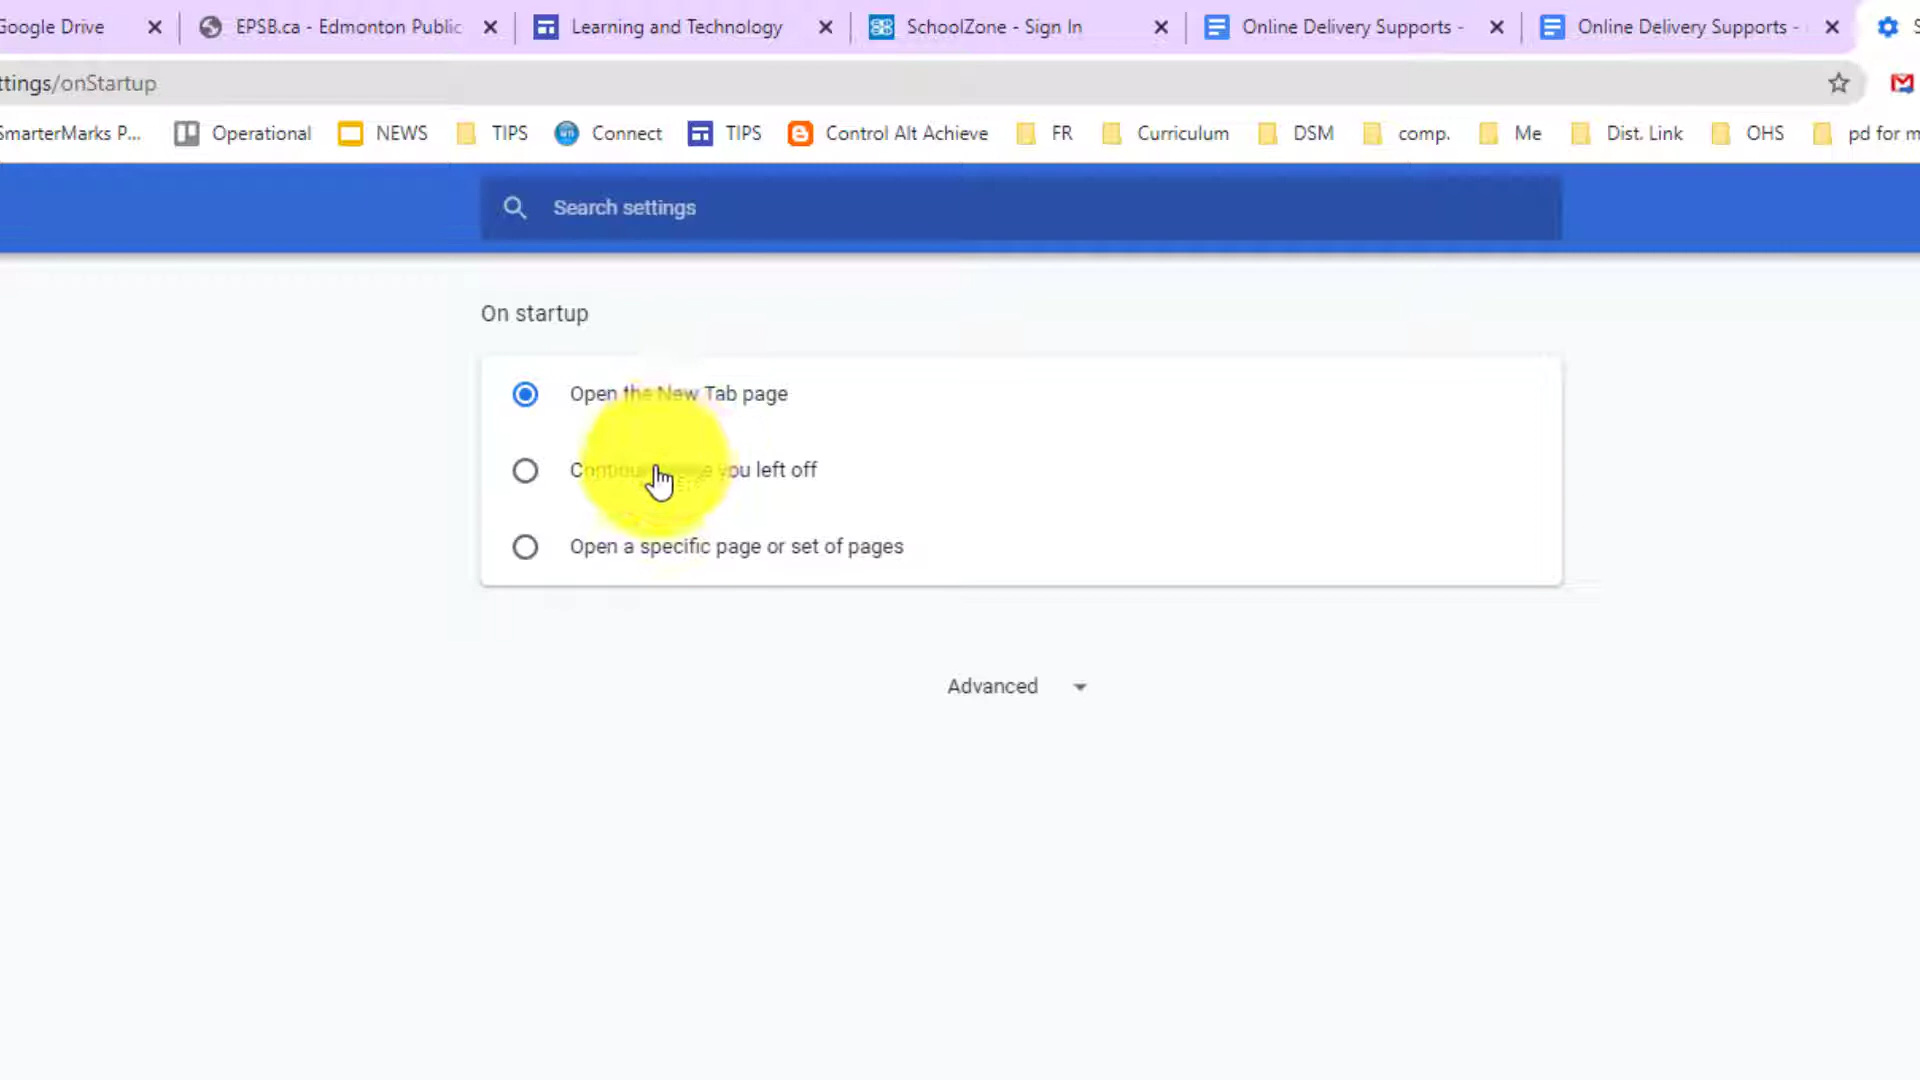 Google Drive
EPSB.ca - Edmonton Public
Learning and Technology
SchoolZone - Sign In
Online Delivery Supports -
Online Delivery Supports -
ttings/onStartup
SmarterMarks P...
Operational
NEWS
TIPS
Connect
TIPS
Control Alt Achieve
FR
Curriculum
DSM
comp.
Me
Dist. Link
OHS
pd for m
Search settings
On startup
Open the New Tab page
Continue where you left off
Open a specific page or set of pages
Advanced